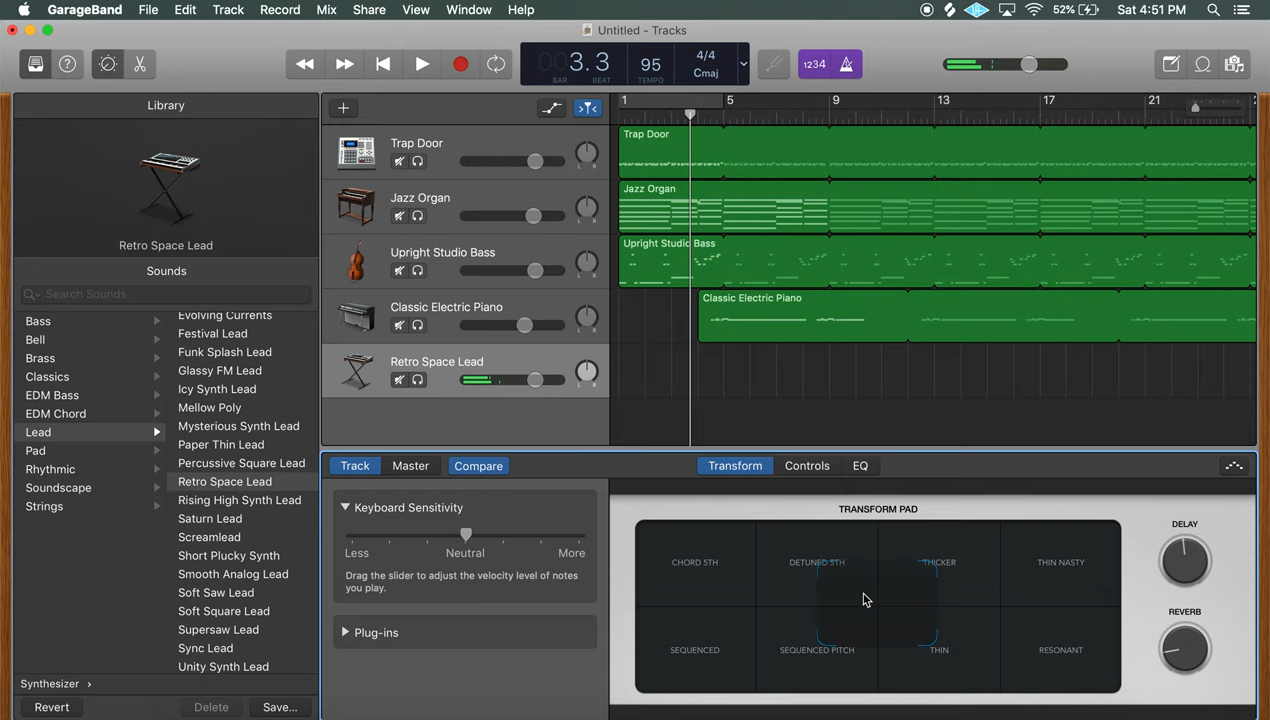 GarageBand File Edit Track Record Mix Share View Window Help 52% Sat 4:51 PM
Untitled - Tracks
003.3 95 4/4 Cmaj 1234
BAR BEAT TEMPO
Library
1 5 9 13 17 21
Retro Space Lead
Sounds
Search Sounds
Bass
Bell
Brass
Classics
EDM Bass
EDM Chord
Lead
Pad
Rhythmic
Soundscape
Strings
Evolving Currents
Festival Lead
Funk Splash Lead
Glassy FM Lead
Icy Synth Lead
Mellow Poly
Mysterious Synth Lead
Paper Thin Lead
Percussive Square Lead
Retro Space Lead
Rising High Synth Lead
Saturn Lead
Screamlead
Short Plucky Synth
Smooth Analog Lead
Soft Saw Lead
Soft Square Lead
Supersaw Lead
Sync Lead
Unity Synth Lead
Synthesizer ›
Revert Delete Save...
Trap Door
L R
Jazz Organ
L R
Upright Studio Bass
L R
Classic Electric Piano
L R
Retro Space Lead
L R
Trap Door
Jazz Organ
Upright Studio Bass
Classic Electric Piano
Track Master Compare Transform Controls EQ
Keyboard Sensitivity
Less Neutral More
Drag the slider to adjust the velocity level of notes
you play.
Plug-ins
TRANSFORM PAD
CHORD 5TH DETUNED 5TH THICKER THIN NASTY
SEQUENCED SEQUENCED PITCH THIN RESONANT
DELAY
REVERB